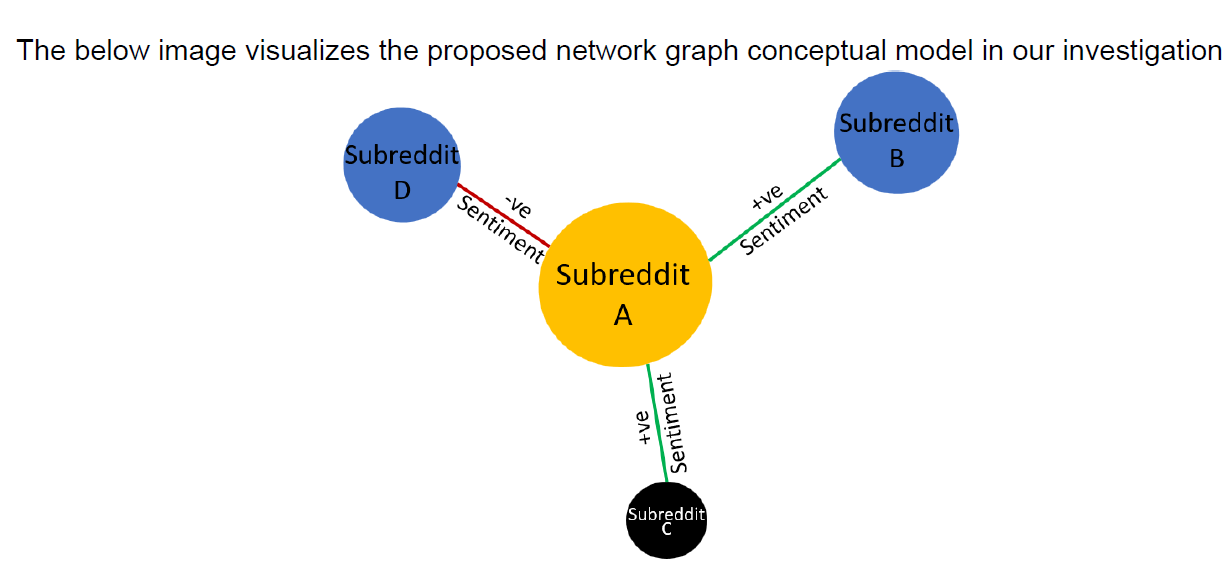 The below image visualizes the proposed network graph conceptual model in our investigation
Subreddit
B
Subreddit
D
-ve
Sentiment
+ve
Sentiment
Subreddit
A
+ve
Sentiment
Subreddit
C